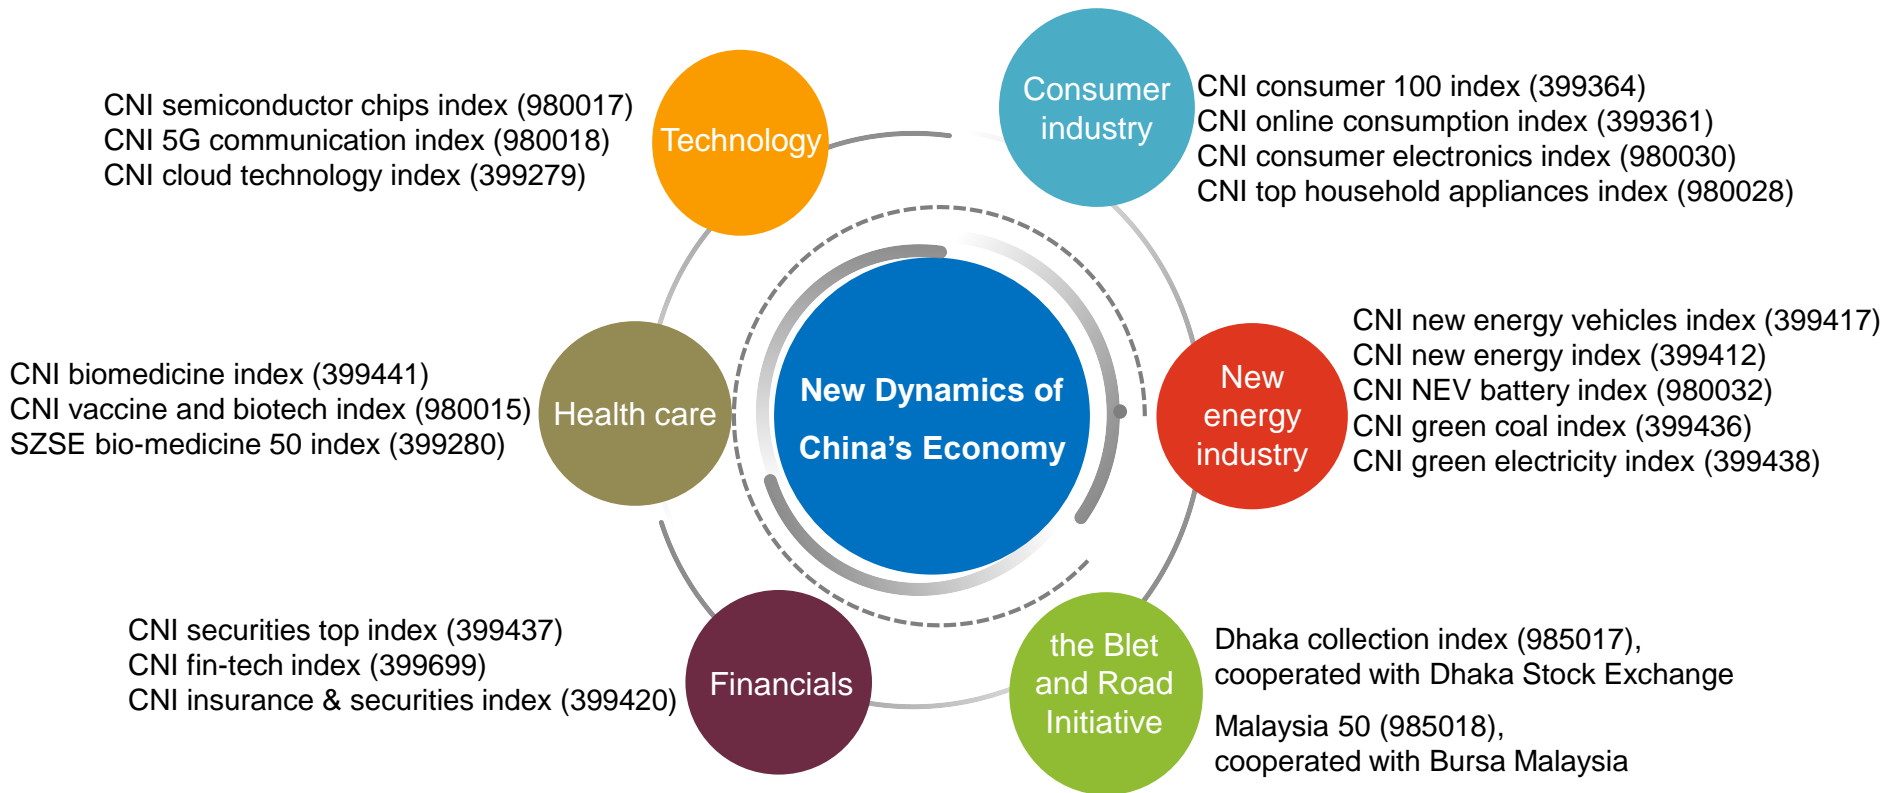 CNI semiconductor chips index (980017)
CNI 5G communication index (980018)
CNI cloud technology index (399279)
Technology
Consumer
industry
CNI consumer 100 index (399364)
CNI online consumption index (399361)
CNI consumer electronics index (980030)
CNI top household appliances index (980028)
CNI biomedicine index (399441)
CNI vaccine and biotech index (980015)
SZSE bio-medicine 50 index (399280)
Health care
New Dynamics of
China’s Economy
New
energy
industry
CNI new energy vehicles index (399417)
CNI new energy index (399412)
CNI NEV battery index (980032)
CNI green coal index (399436)
CNI green electricity index (399438)
CNI securities top index (399437)
CNI fin-tech index (399699)
CNI insurance & securities index (399420)
Financials
the Blet
and Road
Initiative
Dhaka collection index (985017),
cooperated with Dhaka Stock Exchange
Malaysia 50 (985018),
cooperated with Bursa Malaysia